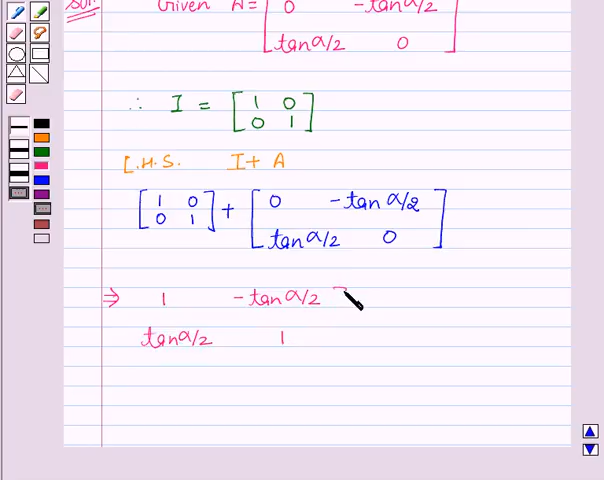 Soln Given A = [ 0 -tanα/2
tanα/2 0 ]
∴ I = [ 1 0
0 1 ]
L.H.S. I + A
[ 1 0 + [ 0 -tanα/2
0 1 ] tanα/2 0 ]
⇒ 1 -tanα/2
tanα/2 1